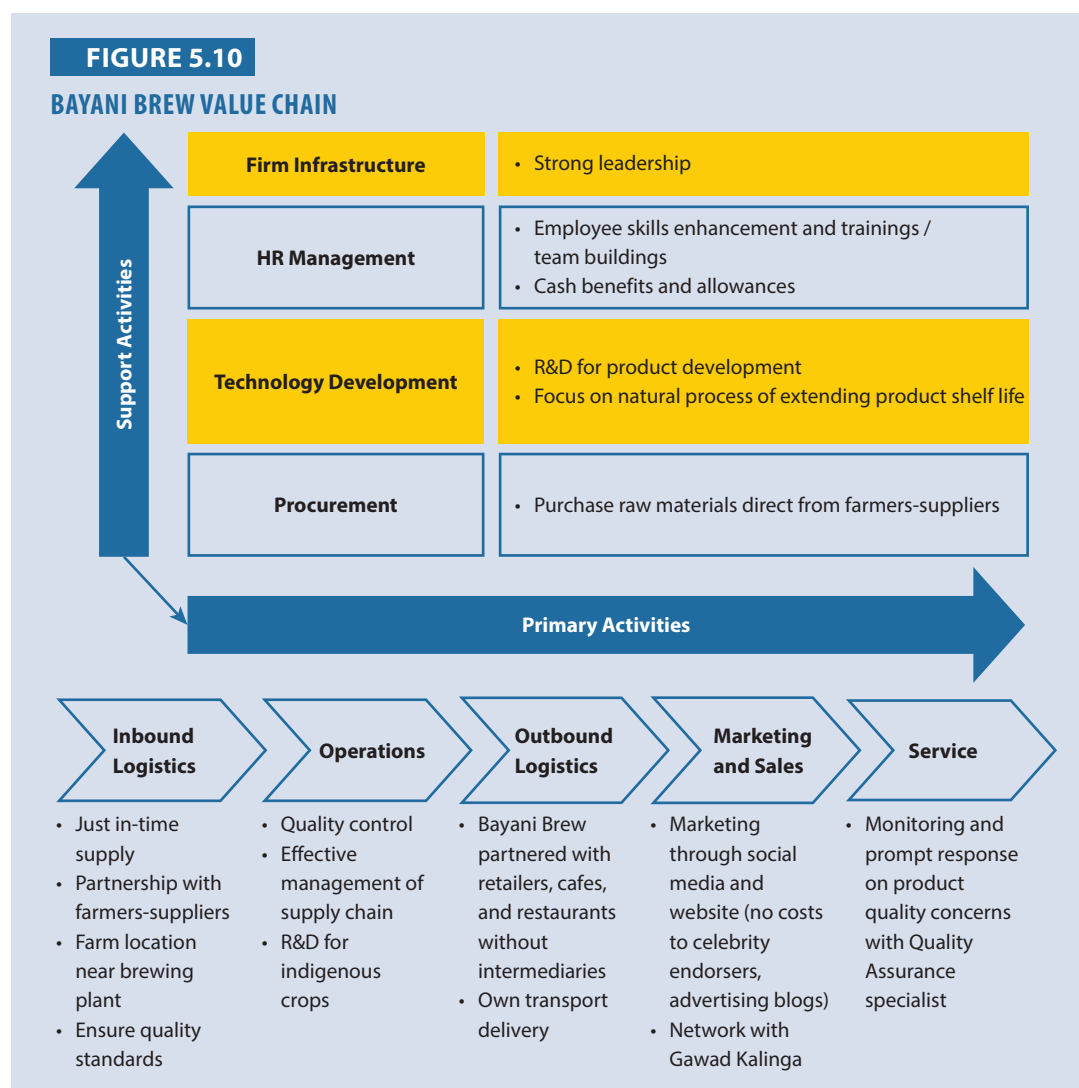 FIGURE 5.10
BAYANI BREW VALUE CHAIN
Support Activities
Firm Infrastructure
• Strong leadership
HR Management
• Employee skills enhancement and trainings /
team buildings
• Cash benefits and allowances
Technology Development
• R&D for product development
• Focus on natural process of extending product shelf life
Procurement
• Purchase raw materials direct from farmers-suppliers
Primary Activities
Inbound
Logistics
• Just in-time
supply
• Partnership with
farmers-suppliers
• Farm location
near brewing
plant
• Ensure quality
standards
Operations
• Quality control
• Effective
management of
supply chain
• R&D for
indigenous
crops
Outbound
Logistics
• Bayani Brew
partnered with
retailers, cafes,
and restaurants
without
intermediaries
• Own transport
delivery
Marketing
and Sales
• Marketing
through social
media and
website (no costs
to celebrity
endorsers,
advertising blogs)
• Network with
Gawad Kalinga
Service
• Monitoring and
prompt response
on product
quality concerns
with Quality
Assurance
specialist